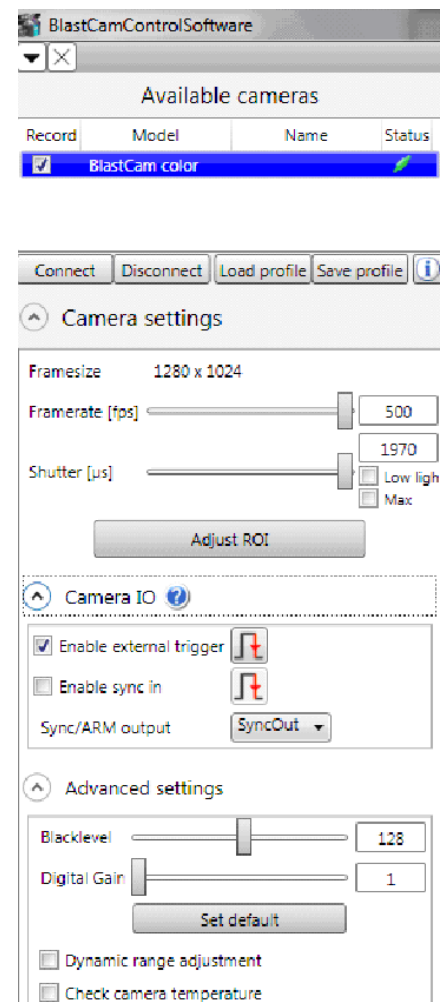 BlastCamControlSoftware
Available cameras
Record Model Name Status
BlastCam color
Connect Disconnect Load profile Save profile i
Camera settings
Framesize 1280 x 1024
Framerate [fps] 500
1970
Shutter [µs] Low ligh
Max
Adjust ROI
Camera IO ?
Enable external trigger
Enable sync in
Sync/ARM output SyncOut
Advanced settings
Blacklevel 128
Digital Gain 1
Set default
Dynamic range adjustment
Check camera temperature